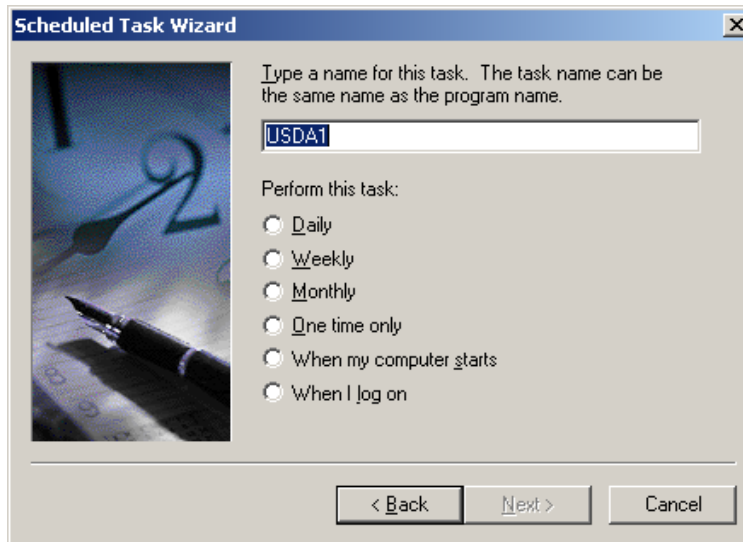 Scheduled Task Wizard
Type a name for this task. The task name can be
the same name as the program name.
USDA1
Perform this task:
Daily
Weekly
Monthly
One time only
When my computer starts
When I log on
< Back
Next >
Cancel
2